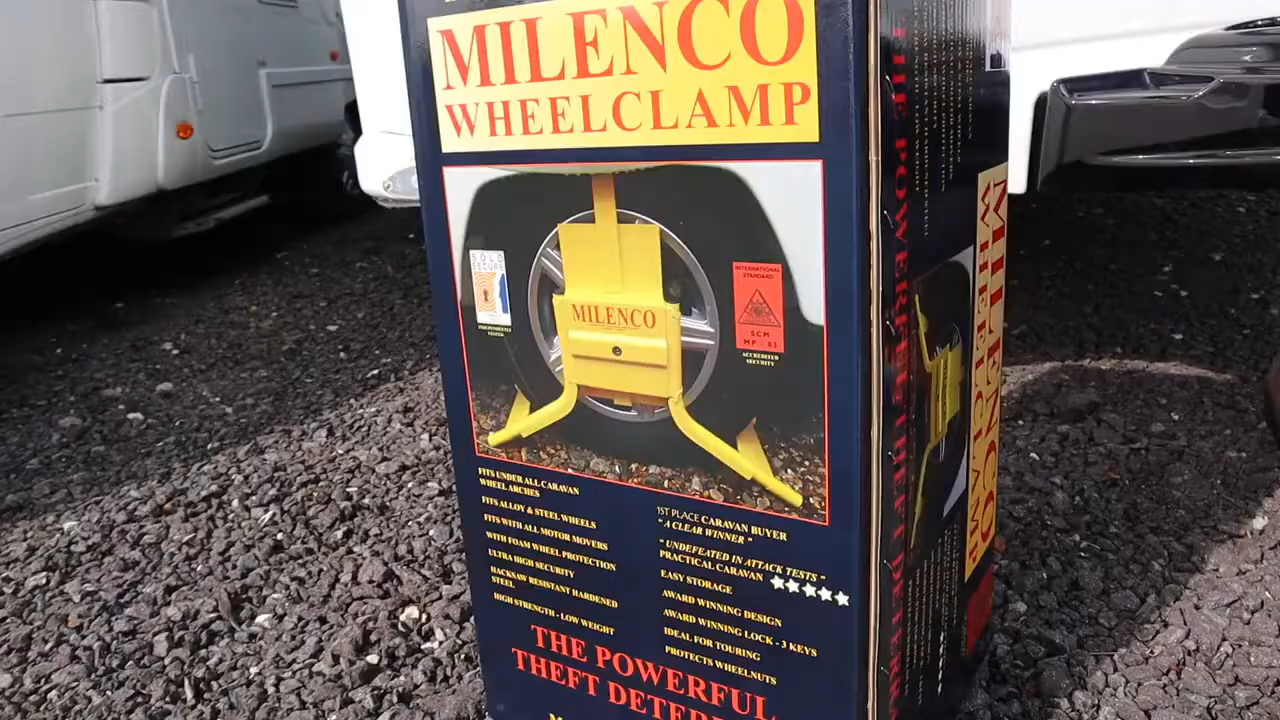 MILENCO
WHEELCLAMP
SOLD
SECURE
INDEPENDENTLY
TESTED
MILENCO
INTERNATIONAL
STANDARD
SCM
MP - 03
ACCREDITED
SECURITY
FITS UNDER ALL CARAVAN
WHEEL ARCHES
FITS ALLOY & STEEL WHEELS
FITS WITH ALL MOTOR MOVERS
WITH FOAM WHEEL PROTECTION
ULTRA HIGH SECURITY
HACKSAW RESISTANT HARDENED
STEEL
HIGH STRENGTH - LOW WEIGHT
1ST PLACE CARAVAN BUYER
" A CLEAR WINNER "
" UNDEFEATED IN ATTACK TESTS "
PRACTICAL CARAVAN
EASY STORAGE
AWARD WINNING DESIGN
AWARD WINNING LOCK - 3 KEYS
IDEAL FOR TOURING
PROTECTS WHEELNUTS
THE POWERFUL
THEFT DETER
THE POWERFUL THEFT DETERREN
MILENCO
WHEELCLAMP